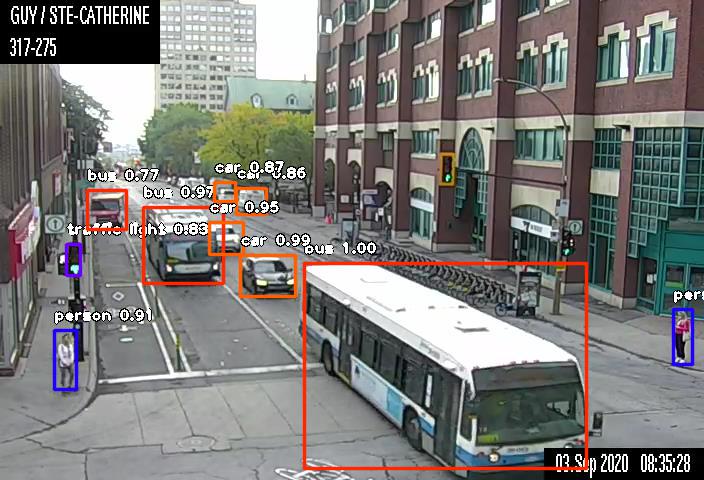 GUY / STE-CATHERINE
317-275
car 0.87
car 0.86
bus 0.77
bus 0.97
car 0.95
traffic light 0.83
car 0.99
bus 1.00
person 0.91
pers
03 Sep 2020 08:35:28